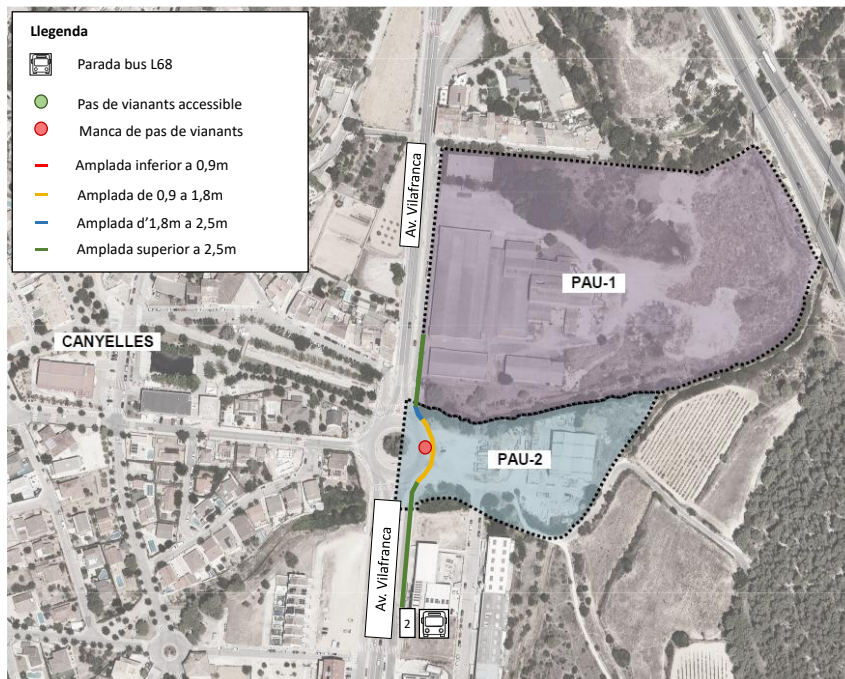 Llegenda
Parada bus L68
Pas de vianants accessible
Manca de pas de vianants
Amplada inferior a 0,9m
Amplada de 0,9 a 1,8m
Amplada d'1,8m a 2,5m
Amplada superior a 2,5m
Av. Vilafranca
PAU-1
CANYELLES
PAU-2
Av. Vilafranca
2